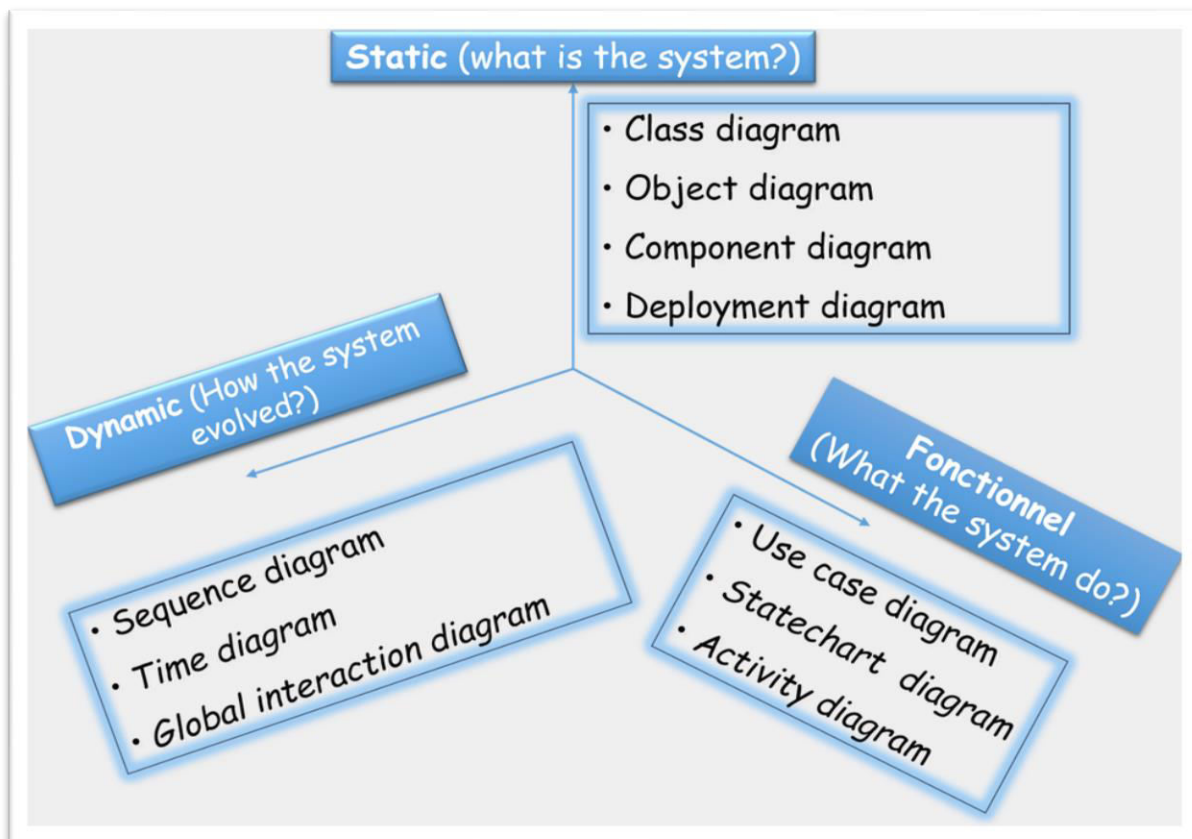 Static (what is the system?)
• Class diagram
• Object diagram
• Component diagram
• Deployment diagram
Dynamic (How the system
evolved?)
• Sequence diagram
• Time diagram
• Global interaction diagram
Fonctionnel
(What the system do?)
• Use case diagram
• Statechart diagram
• Activity diagram